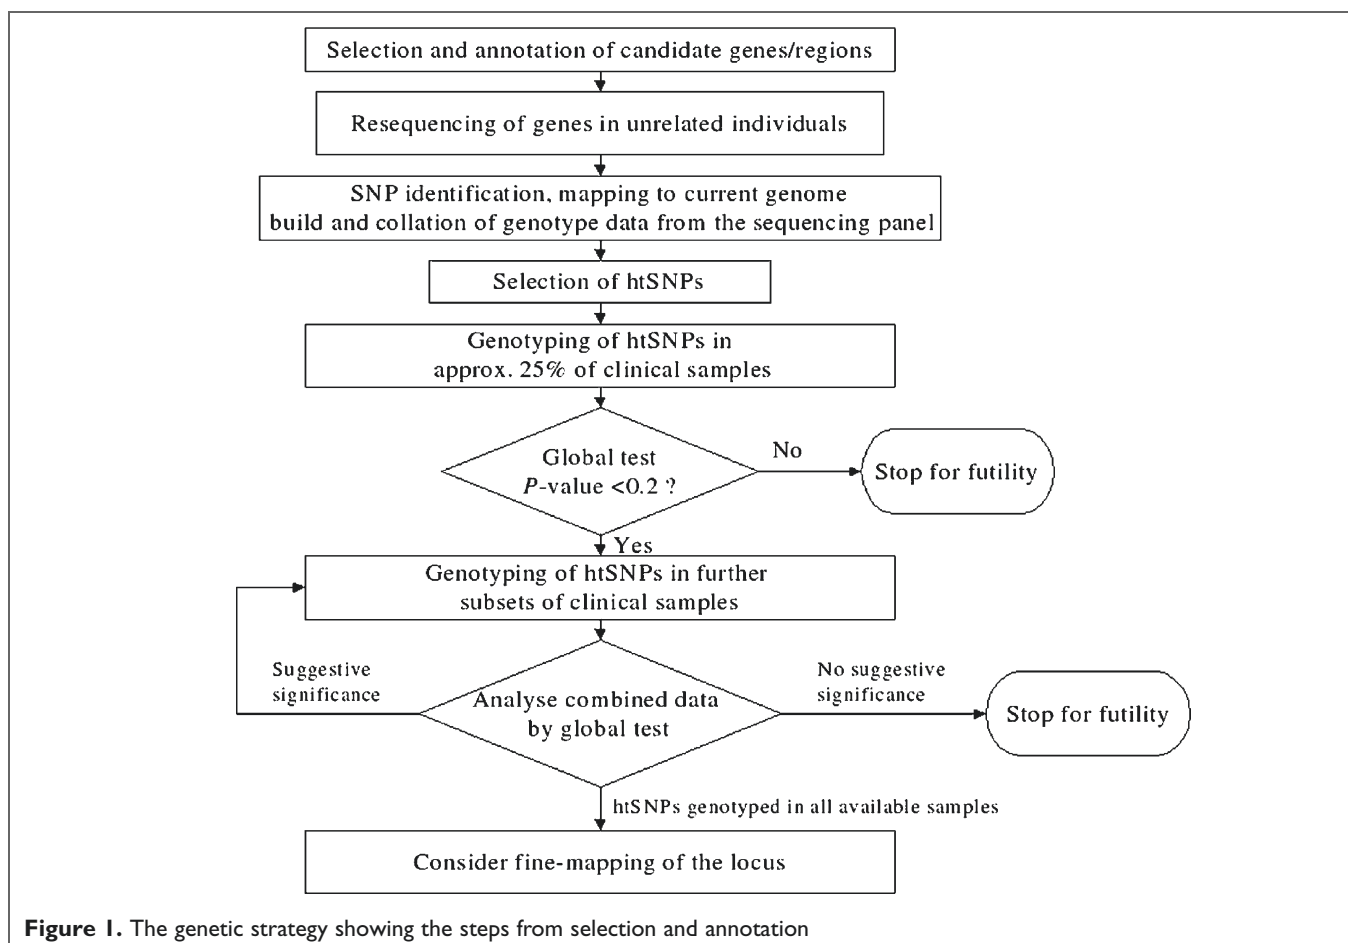 Selection and annotation of candidate genes/regions
Resequencing of genes in unrelated individuals
SNP identification, mapping to current genome
build and collation of genotype data from the sequencing panel
Selection of htSNPs
Genotyping of htSNPs in
approx. 25% of clinical samples
Global test
P-value <0.2 ?
No
Stop for futility
Yes
Genotyping of htSNPs in further
subsets of clinical samples
Suggestive
significance
Analyse combined data
by global test
No suggestive
significance
Stop for futility
htSNPs genotyped in all available samples
Consider fine-mapping of the locus
Figure 1. The genetic strategy showing the steps from selection and annotation